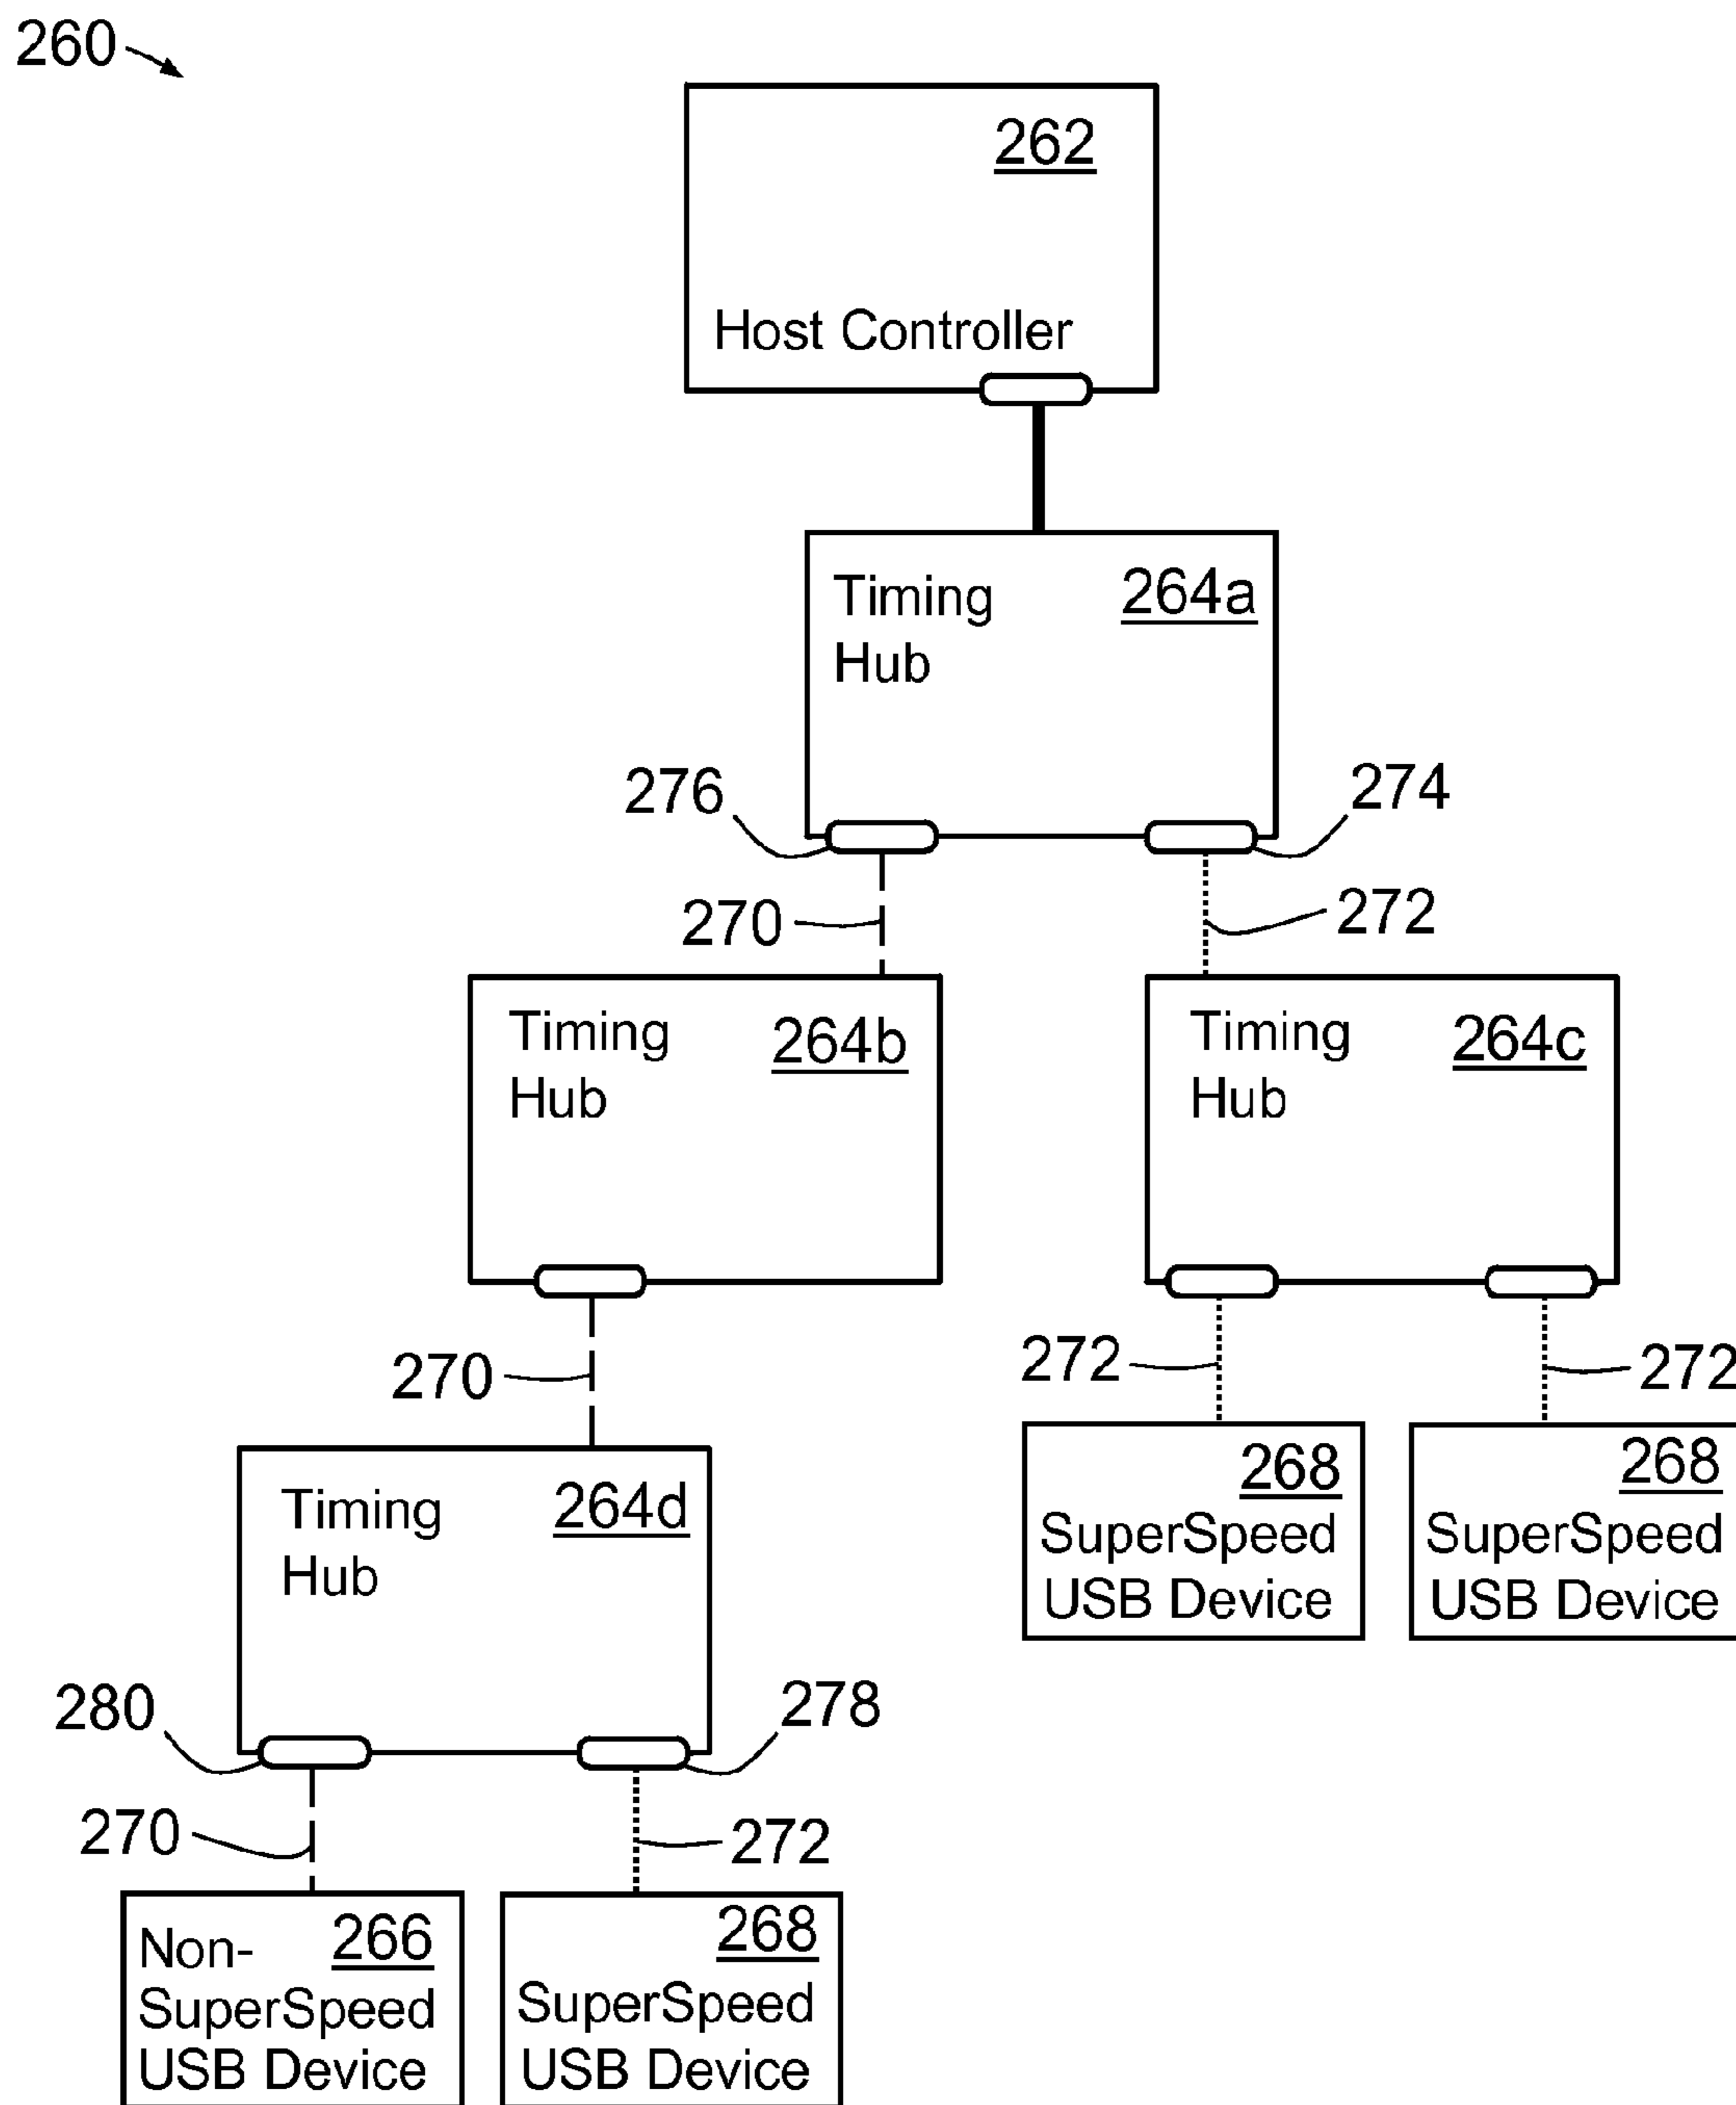 260
262
Host Controller
Timing
Hub
264a
276
274
270
272
Timing
Hub
264b
Timing
Hub
264c
270
272
272
Timing
Hub
264d
268
SuperSpeed
USB Device
268
SuperSpeed
USB Device
280
278
270
272
Non-
SuperSpeed
USB Device
266
268
SuperSpeed
USB Device